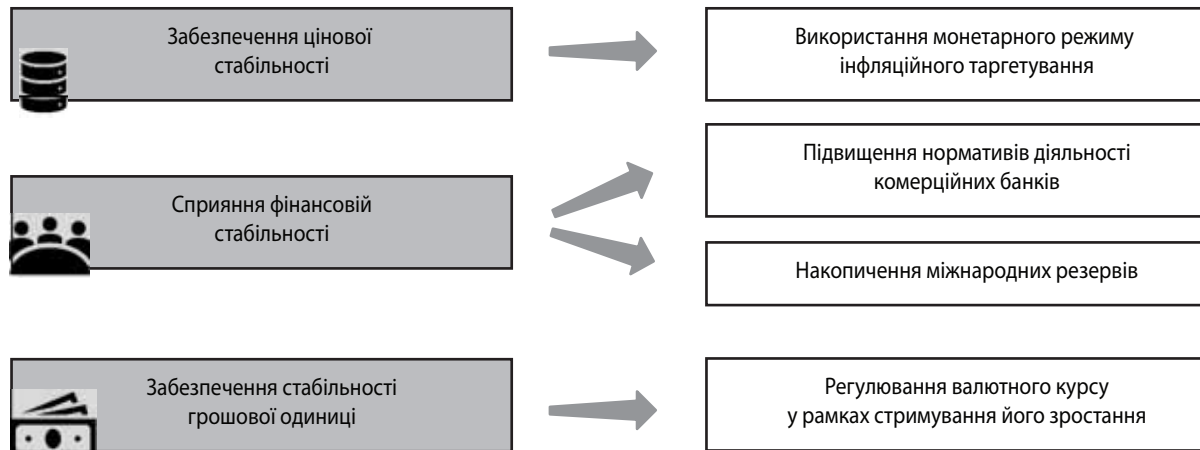 Забезпечення цінової
стабільності
Використання монетарного режиму
інфляційного таргетування
Сприяння фінансовій
стабільності
Підвищення нормативів діяльності
комерційних банків
Накопичення міжнародних резервів
Забезпечення стабільності
грошової одиниці
Регулювання валютного курсу
у рамках стримування його зростання